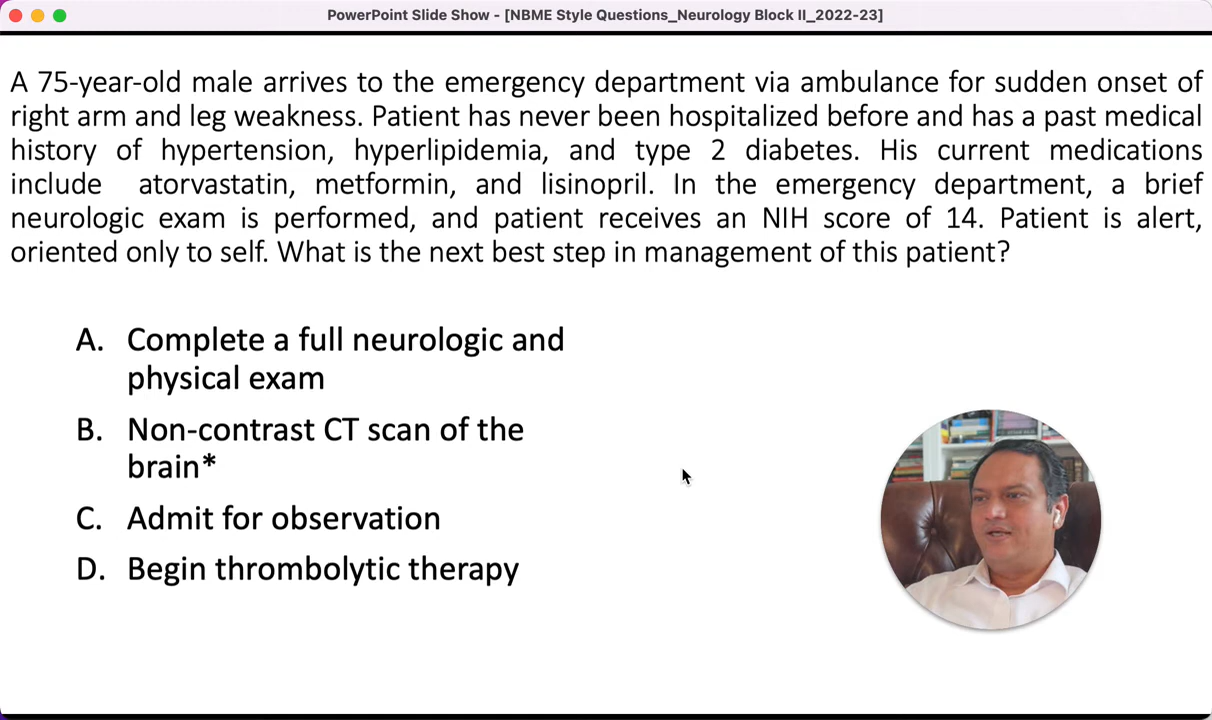 PowerPoint Slide Show - [NBME Style Questions_Neurology Block II_2022-23]
A 75-year-old male arrives to the emergency department via ambulance for sudden onset of
right arm and leg weakness. Patient has never been hospitalized before and has a past medical
history of hypertension, hyperlipidemia, and type 2 diabetes. His current medications
include atorvastatin, metformin, and lisinopril. In the emergency department, a brief
neurologic exam is performed, and patient receives an NIH score of 14. Patient is alert,
oriented only to self. What is the next best step in management of this patient?
A. Complete a full neurologic and
physical exam
B. Non-contrast CT scan of the
brain*
C. Admit for observation
D. Begin thrombolytic therapy